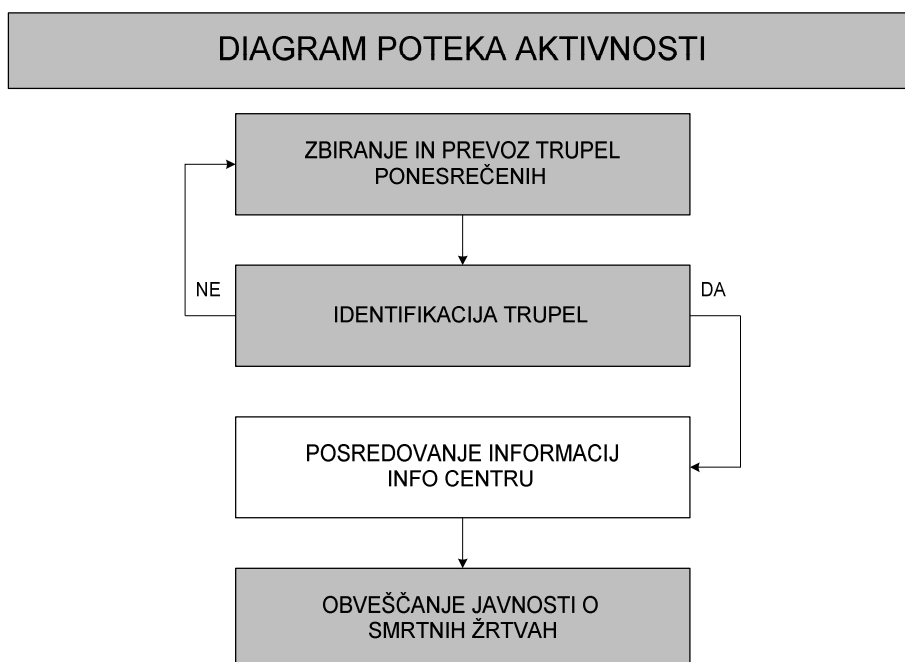 DIAGRAM POTEKA AKTIVNOSTI
ZBIRANJE IN PREVOZ TRUPEL
PONESREČENIH
NE
DA
IDENTIFIKACIJA TRUPEL
POSREDOVANJE INFORMACIJ
INFO CENTRU
OBVEŠČANJE JAVNOSTI O
SMRTNIH ŽRTVAH